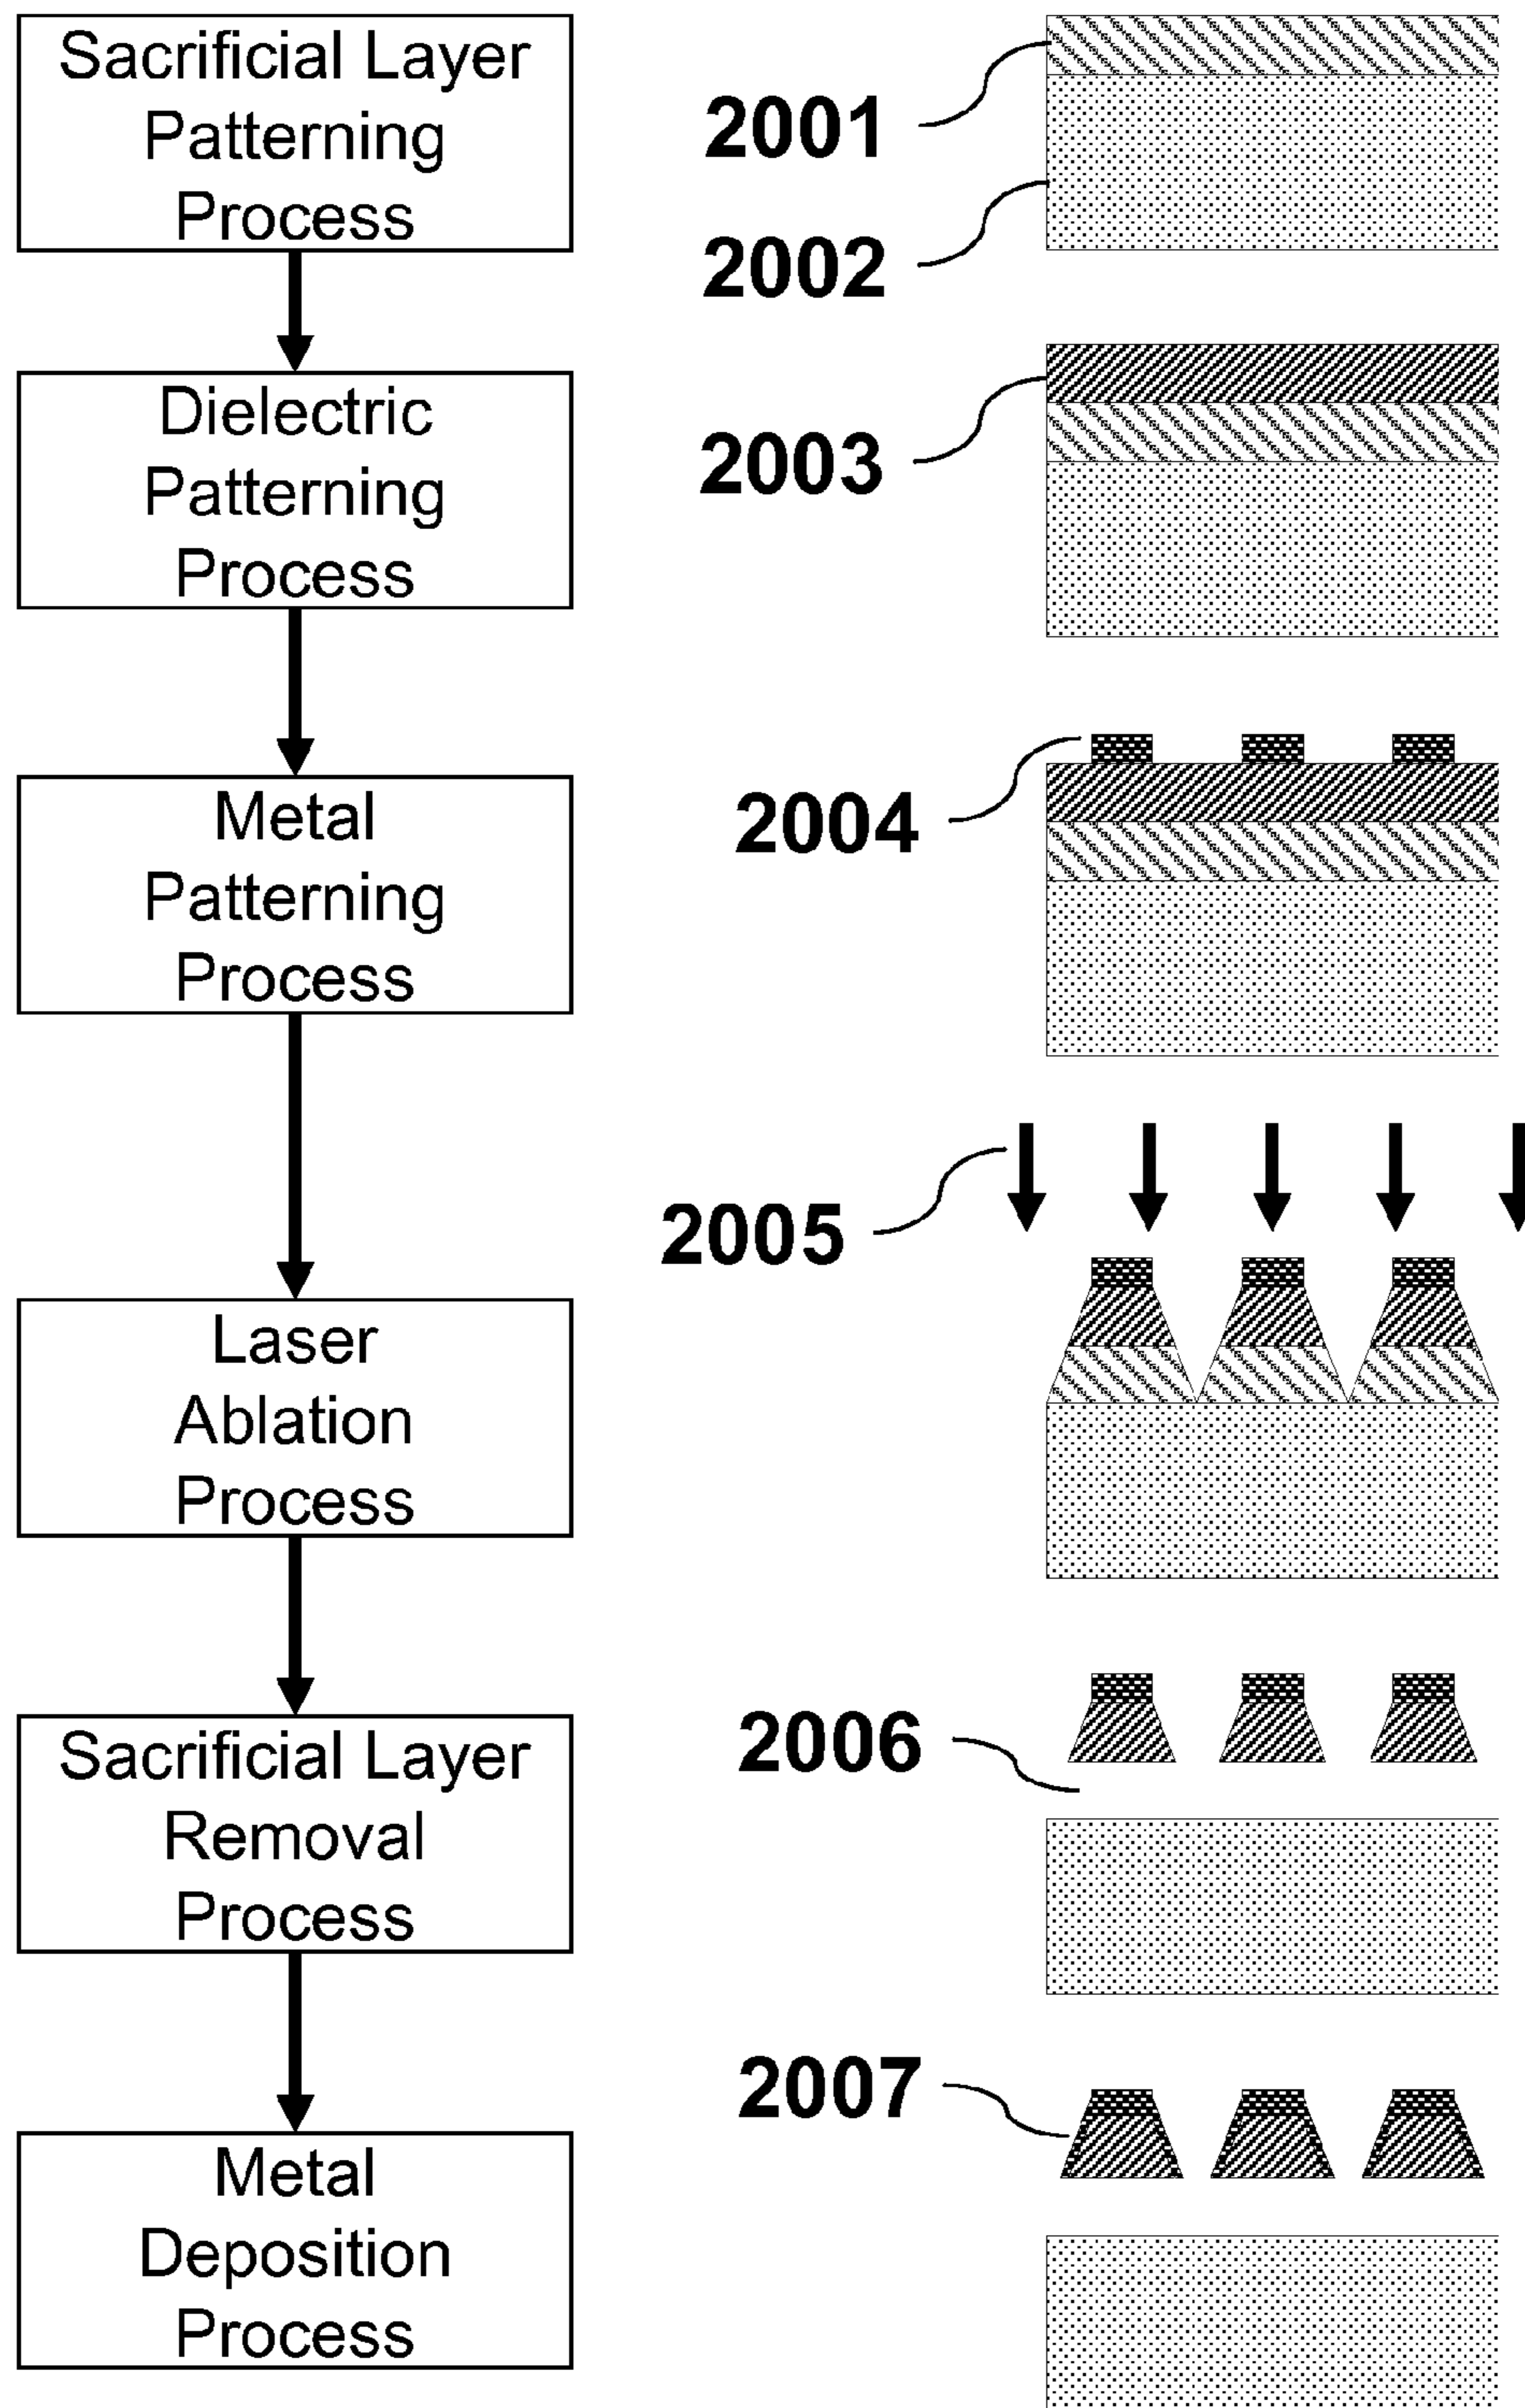 Sacrificial Layer
Patterning
Process
2001
2002
Dielectric
Patterning
Process
2003
Metal
Patterning
Process
2004
Laser
Ablation
Process
2005
Sacrificial Layer
Removal
Process
2006
Metal
Deposition
Process
2007